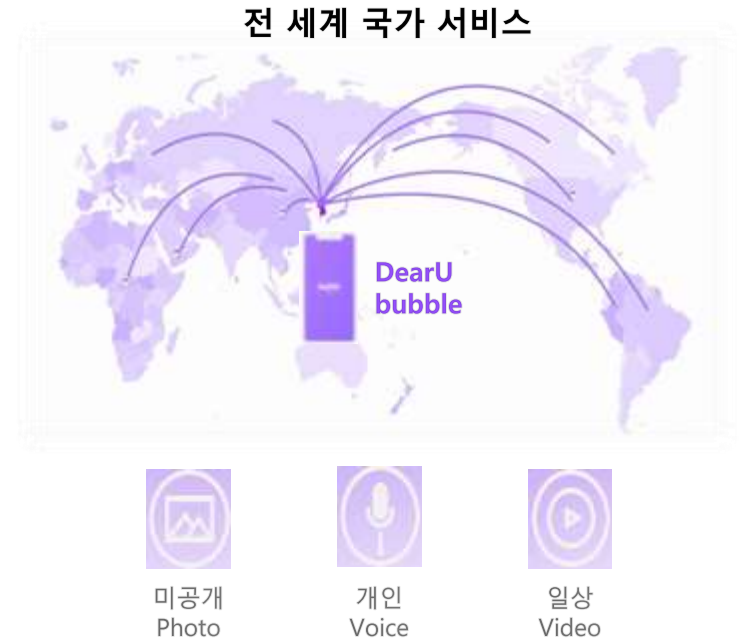 전 세계 국가 서비스
DearU
bubble
미공개
Photo
개인
Voice
일상
Video